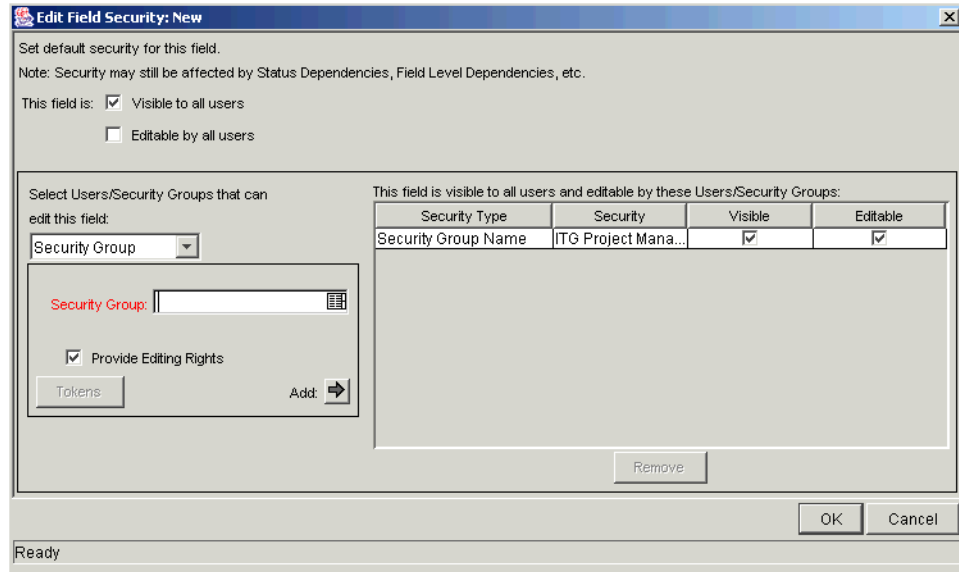 Edit Field Security: New
Set default security for this field.
Note: Security may still be affected by Status Dependencies, Field Level Dependencies, etc.
This field is: Visible to all users
Editable by all users
Select Users/Security Groups that can
edit this field:
Security Group
Security Group:
Provide Editing Rights
Tokens Add:
This field is visible to all users and editable by these Users/Security Groups:
Security Type Security Visible Editable
Security Group Name ITG Project Mana...
Remove
OK Cancel
Ready